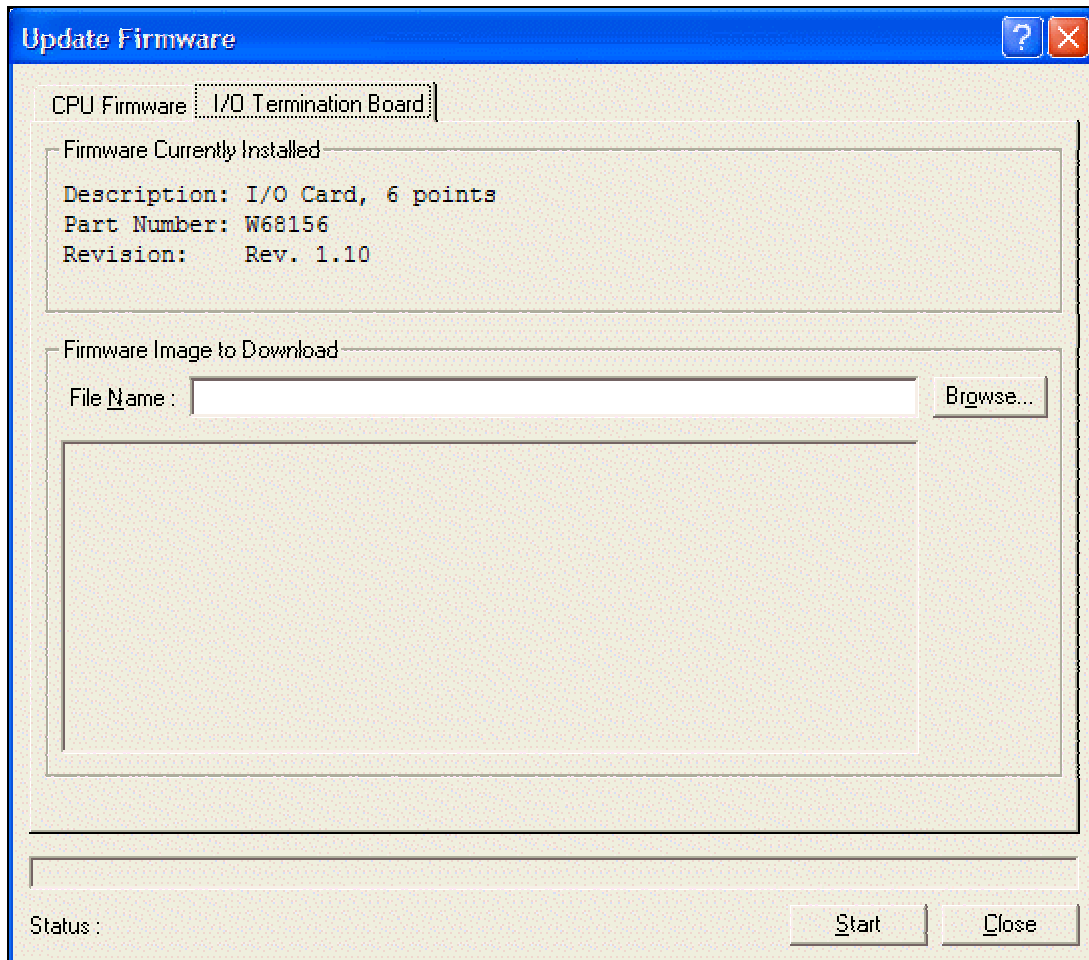 Update Firmware
?
CPU Firmware I/O Termination Board
Firmware Currently Installed
Description: I/O Card, 6 points
Part Number: W68156
Revision: Rev. 1.10
Firmware Image to Download
File Name : Browse...
Status : Start Close